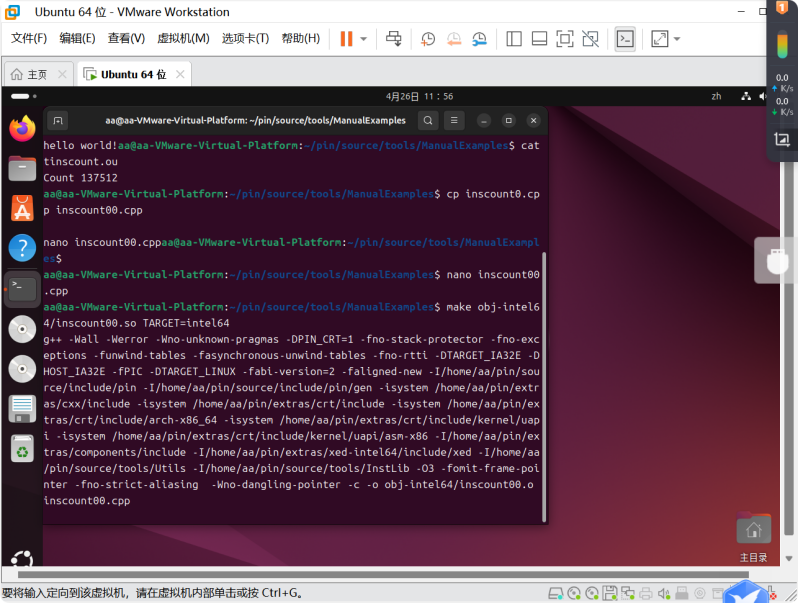 Ubuntu 64 位 - VMware Workstation
文件(F) 编辑(E) 查看(V) 虚拟机(M) 选项卡(T) 帮助(H)
主页
Ubuntu 64 位
4月26日 11：56
zh
1
0.0
K/s
0.0
K/s
aa@aa-VMware-Virtual-Platform: ~/pin/source/tools/ManualExamples
hello world!aa@aa-VMware-Virtual-Platform:~/pin/source/tools/ManualExamples$ cat
inscount.ou
Count 137512
aa@aa-VMware-Virtual-Platform:~/pin/source/tools/ManualExamples$ cp inscount0.cp
p inscount00.cpp
nano inscount00.cppaa@aa-VMware-Virtual-Platform:~/pin/source/tools/ManualExampl
es$
aa@aa-VMware-Virtual-Platform:~/pin/source/tools/ManualExamples$ nano inscount00
.cpp
aa@aa-VMware-Virtual-Platform:~/pin/source/tools/ManualExamples$ make obj-intel6
4/inscount00.so TARGET=intel64
g++ -Wall -Werror -Wno-unknown-pragmas -DPIN_CRT=1 -fno-stack-protector -fno-exc
eptions -funwind-tables -fasynchronous-unwind-tables -fno-rtti -DTARGET_IA32E -D
HOST_IA32E -fPIC -DTARGET_LINUX -fabi-version=2 -faligned-new -I/home/aa/pin/sou
rce/include/pin -I/home/aa/pin/source/include/pin/gen -isystem /home/aa/pin/extr
as/cxx/include -isystem /home/aa/pin/extras/crt/include -isystem /home/aa/pin/ex
tras/crt/include/arch-x86_64 -isystem /home/aa/pin/extras/crt/include/kernel/uap
i -isystem /home/aa/pin/extras/crt/include/kernel/uapi/asm-x86 -I/home/aa/pin/ex
tras/components/include -I/home/aa/pin/extras/xed-intel64/include/xed -I/home/aa
/pin/source/tools/Utils -I/home/aa/pin/source/tools/InstLib -O3 -fomit-frame-poi
nter -fno-strict-aliasing  -Wno-dangling-pointer -c -o obj-intel64/inscount00.o
inscount00.cpp
主目录
要将输入定向到该虚拟机，请在虚拟机内部单击或按 Ctrl+G。